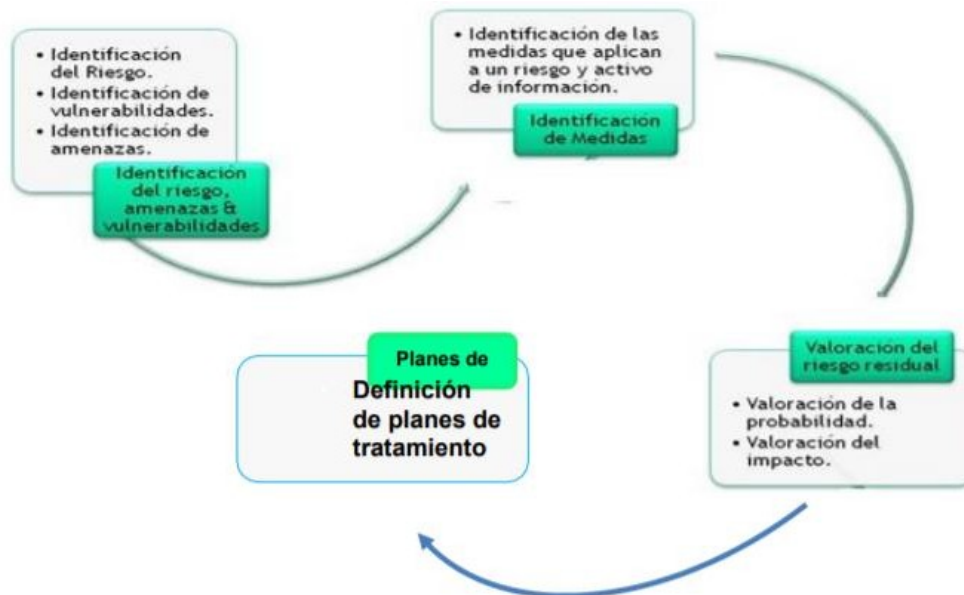 • Identificación
del Riesgo.
• Identificación de
vulnerabilidades.
• Identificación de
amenazas.
Identificación
del riesgo,
amenazas &
vulnerabilidades
• Identificación de las
medidas que aplican
a un riesgo y activo
de información.
Identificación
de Medidas
Valoración del
riesgo residual
• Valoración de la
probabilidad.
• Valoración del
impacto.
Planes de
Definición
de planes de
tratamiento